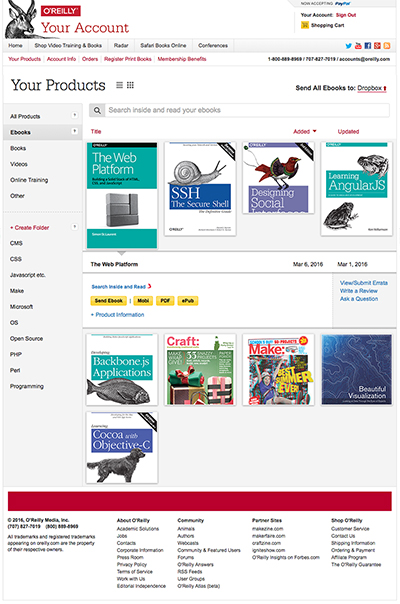 O'REILLY
Your Account
NOW ACCEPTING PayPal
Your Account: Sign Out
Shopping Cart
Home Shop Video Training & Books Radar Safari Books Online Conferences
Your Products Account Info Orders Register Print Books Membership Benefits
1-800-889-8969 / 707-827-7019 / accounts@oreilly.com
Your Products
Send All Ebooks to: Dropbox
All Products
Ebooks
Books
Videos
Online Training
Other
+ Create Folder
CMS
CSS
Javascript etc.
Make
Microsoft
OS
Open Source
PHP
Perl
Programming
Search inside and read your ebooks
Title Added Updated
The Web
Platform
O'REILLY
SSH
The Secure Shell
The Definitive Guide
Designing
Social
Learning
AngularJS
The Web Platform Mar 6, 2016 Mar 1, 2016
Search Inside and Read
Send Ebook | Mobi PDF ePub
+ Product Information
View/Submit Errata
Write a Review
Ask a Question
Developing
Backbone.js
Applications
Craft:
Make:
BEST
SUMMER
EVER!
Beautiful
Visualization
Learning
Cocoa with
Objective-C
© 2016, O'Reilly Media, Inc.
(707) 827-7019 (800) 889-8969
All trademarks and registered trademarks
appearing on oreilly.com are the property
of their respective owners.
About O'Reilly
Academic Solutions
Jobs
Contacts
Corporate Information
Press Room
Privacy Policy
Terms of Service
Work with Us
Editorial Independence
Community
Authors
Community & Featured Users
Forums
O'Reilly Answers
RSS Feeds
User Groups
O'Reilly Atlas (beta)
Partner Sites
makezine.com
makerfaire.com
craftzine.com
igniteshow.com
O'Reilly Insights on Forbes.com
Shop O'Reilly
Customer Service
Contact Us
Shipping Information
Ordering & Payment
Affiliate Program
The O'Reilly Guarantee